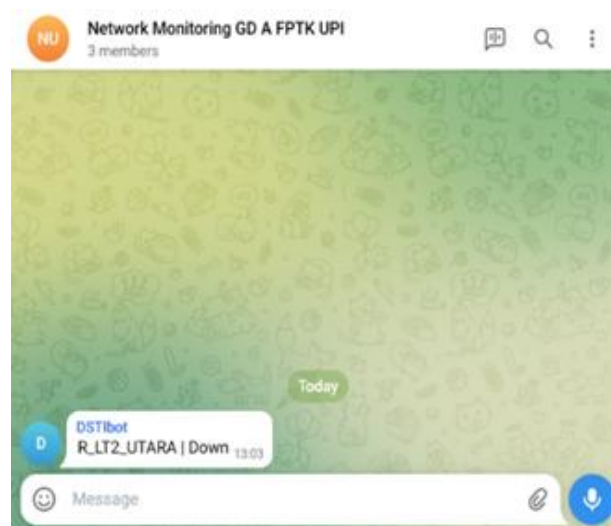 NU
Network Monitoring GD A FPTK UPI
3 members
Today
DSTIbot
D
R_LT2_UTARA | Down 13:03
Message